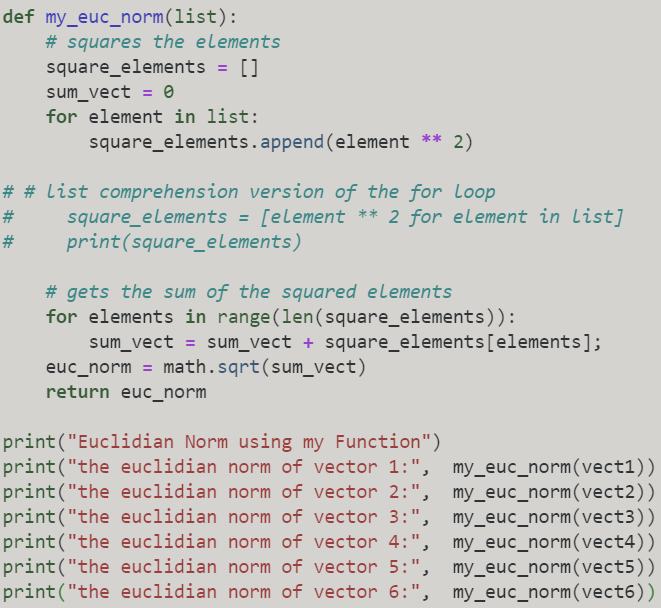 def my_euc_norm(list):
    # squares the elements
    square_elements = []
    sum_vect = 0
    for element in list:
        square_elements.append(element ** 2)

# # list comprehension version of the for loop
#     square_elements = [element ** 2 for element in list]
#     print(square_elements)

    # gets the sum of the squared elements
    for elements in range(len(square_elements)):
        sum_vect = sum_vect + square_elements[elements];
    euc_norm = math.sqrt(sum_vect)
    return euc_norm

print("Euclidian Norm using my Function")
print("the euclidian norm of vector 1:",  my_euc_norm(vect1))
print("the euclidian norm of vector 2:",  my_euc_norm(vect2))
print("the euclidian norm of vector 3:",  my_euc_norm(vect3))
print("the euclidian norm of vector 4:",  my_euc_norm(vect4))
print("the euclidian norm of vector 5:",  my_euc_norm(vect5))
print("the euclidian norm of vector 6:",  my_euc_norm(vect6))